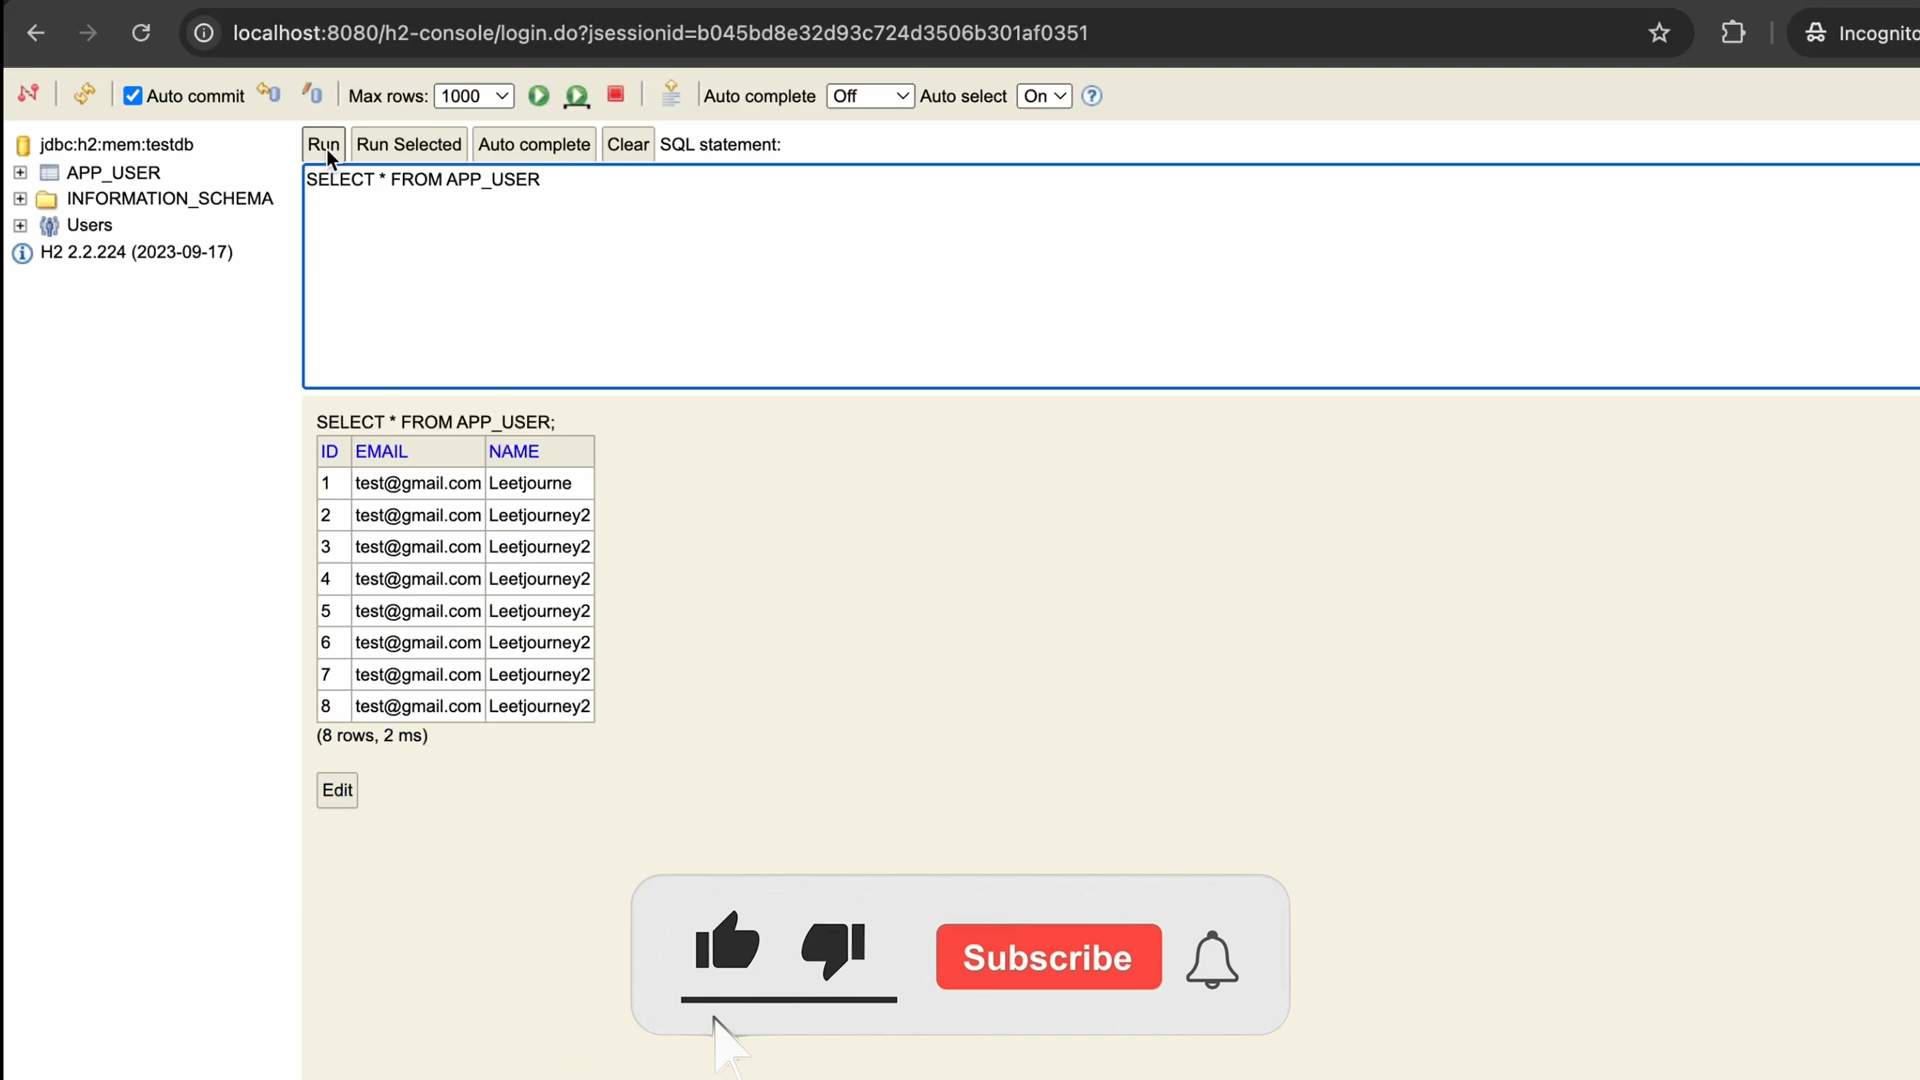 localhost:8080/h2-console/login.do?jsessionid=b045bd8e32d93c724d3506b301af0351
Incognito
Auto commit Max rows: 1000 Auto complete Off Auto select On
jdbc:h2:mem:testdb
APP_USER
INFORMATION_SCHEMA
Users
H2 2.2.224 (2023-09-17)
Run Run Selected Auto complete Clear SQL statement:
SELECT * FROM APP_USER
SELECT * FROM APP_USER;
ID EMAIL NAME
1 test@gmail.com Leetjourne
2 test@gmail.com Leetjourney2
3 test@gmail.com Leetjourney2
4 test@gmail.com Leetjourney2
5 test@gmail.com Leetjourney2
6 test@gmail.com Leetjourney2
7 test@gmail.com Leetjourney2
8 test@gmail.com Leetjourney2
(8 rows, 2 ms)
Edit
Subscribe